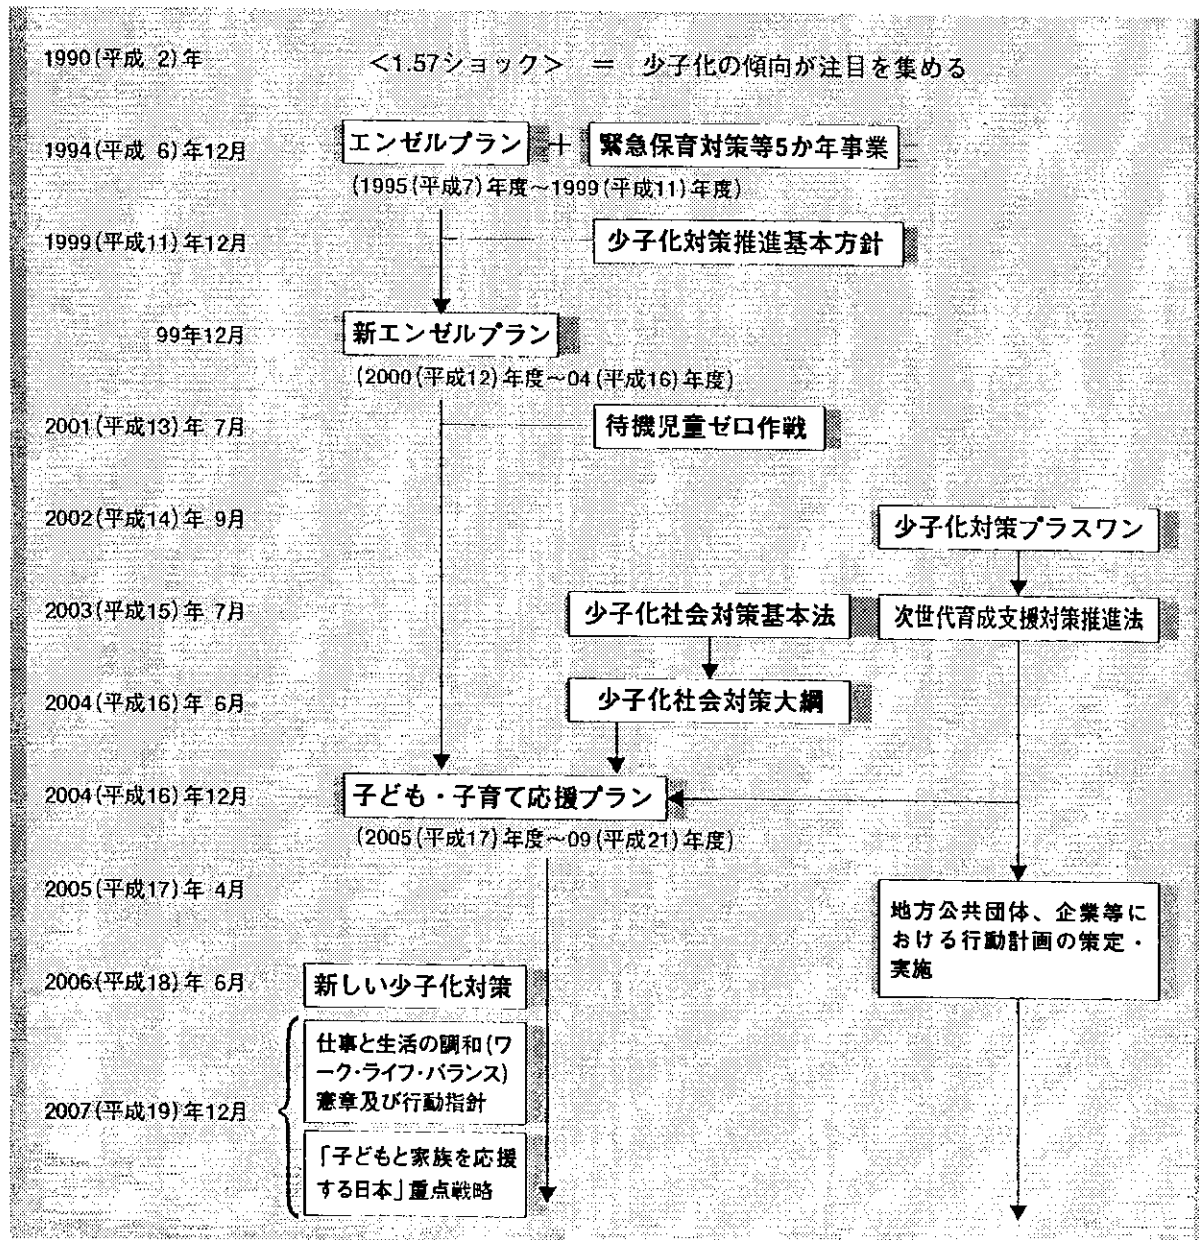 1990(平成 2)年
<1.57ショック> = 少子化の傾向が注目を集める
1994(平成 6)年12月
エンゼルプラン + 緊急保育対策等5か年事業
(1995(平成7)年度~1999(平成11)年度)
1999(平成11)年12月
少子化対策推進基本方針
99年12月
新エンゼルプラン
(2000(平成12)年度~04(平成16)年度)
2001(平成13)年 7月
待機児童ゼロ作戦
2002(平成14)年 9月
少子化対策プラスワン
2003(平成15)年 7月
少子化社会対策基本法
次世代育成支援対策推進法
2004(平成16)年 6月
少子化社会対策大綱
2004(平成16)年12月
子ども・子育て応援プラン
(2005(平成17)年度~09(平成21)年度)
2005(平成17)年 4月
地方公共団体、企業等に
おける行動計画の策定・
実施
2006(平成18)年 6月
新しい少子化対策
2007(平成19)年12月
仕事と生活の調和(ワ
ーク・ライフ・バランス)
憲章及び行動指針
「子どもと家族を応援
する日本」重点戦略